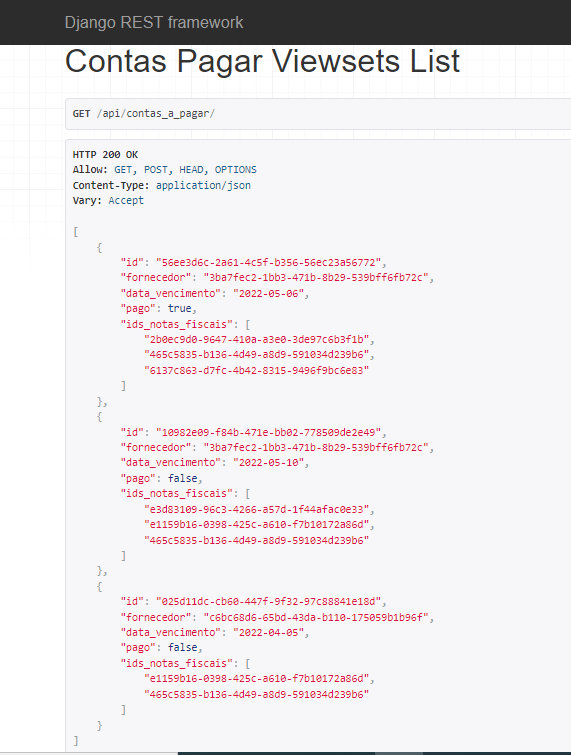 Django REST framework
Contas Pagar Viewsets List
GET /api/contas_a_pagar/
HTTP 200 OK
Allow: GET, POST, HEAD, OPTIONS
Content-Type: application/json
Vary: Accept
[
{
"id": "56ee3d6c-2a61-4c5f-b356-56ec23a56772",
"fornecedor": "3ba7fec2-1bb3-471b-8b29-539bff6fb72c",
"data_vencimento": "2022-05-06",
"pago": true,
"ids_notas_fiscais": [
"2b0ec9d0-9647-410a-a3e0-3de97c6b3f1b",
"465c5835-b136-4d49-a8d9-591034d239b6",
"6137c863-d7fc-4b42-8315-9496f9bc6e83"
]
},
{
"id": "10982e09-f84b-471e-bb02-778509de2e49",
"fornecedor": "3ba7fec2-1bb3-471b-8b29-539bff6fb72c",
"data_vencimento": "2022-05-10",
"pago": false,
"ids_notas_fiscais": [
"e3d83109-96c3-4266-a57d-1f44afac0e33",
"e1159b16-0398-425c-a610-f7b10172a86d",
"465c5835-b136-4d49-a8d9-591034d239b6"
]
},
{
"id": "025d11dc-cb60-447f-9f32-97c88841e18d",
"fornecedor": "c6bc68d6-65bd-43da-b110-175059b1b96f",
"data_vencimento": "2022-04-05",
"pago": false,
"ids_notas_fiscais": [
"e1159b16-0398-425c-a610-f7b10172a86d",
"465c5835-b136-4d49-a8d9-591034d239b6"
]
}
]